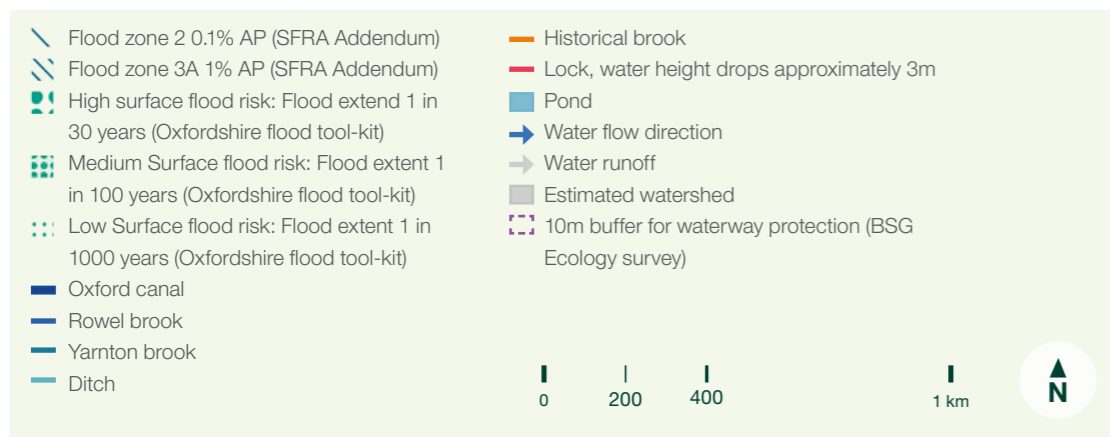 Flood zone 2 0.1% AP (SFRA Addendum)
Flood zone 3A 1% AP (SFRA Addendum)
High surface flood risk: Flood extend 1 in
30 years (Oxfordshire flood tool-kit)
Medium Surface flood risk: Flood extent 1
in 100 years (Oxfordshire flood tool-kit)
Low Surface flood risk: Flood extent 1 in
1000 years (Oxfordshire flood tool-kit)
Oxford canal
Rowel brook
Yarnton brook
Ditch
Historical brook
Lock, water height drops approximately 3m
Pond
Water flow direction
Water runoff
Estimated watershed
10m buffer for waterway protection (BSG
Ecology survey)
0 200 400 1 km
N